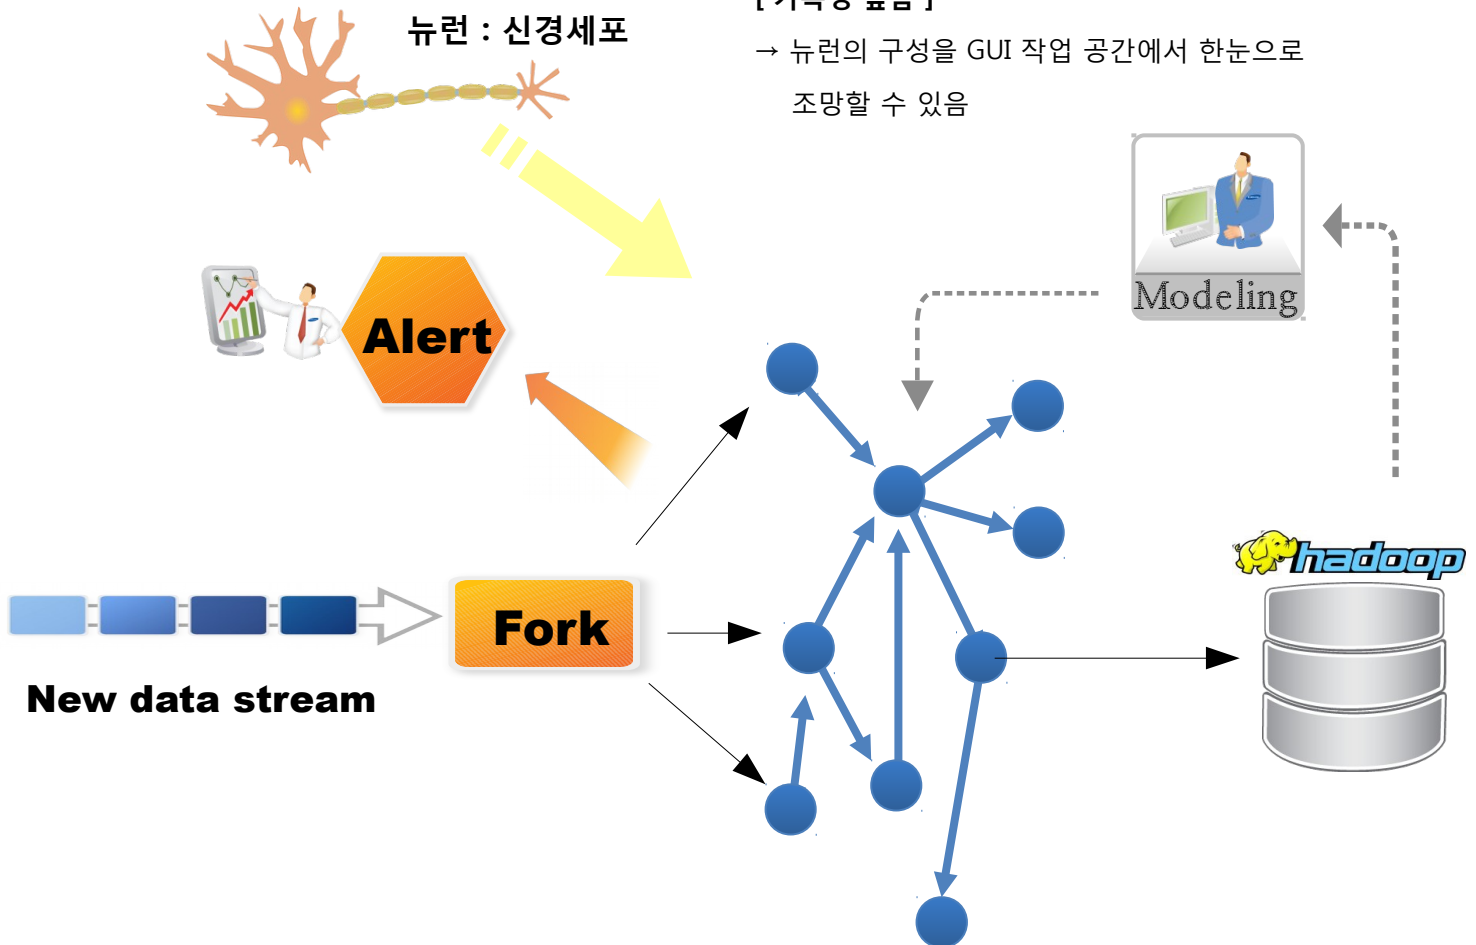 뉴런 : 신경세포
→ 뉴런의 구성을 GUI 작업 공간에서 한눈으로
조망할 수 있음
Modeling
Alert
hadoop
Fork
New data stream